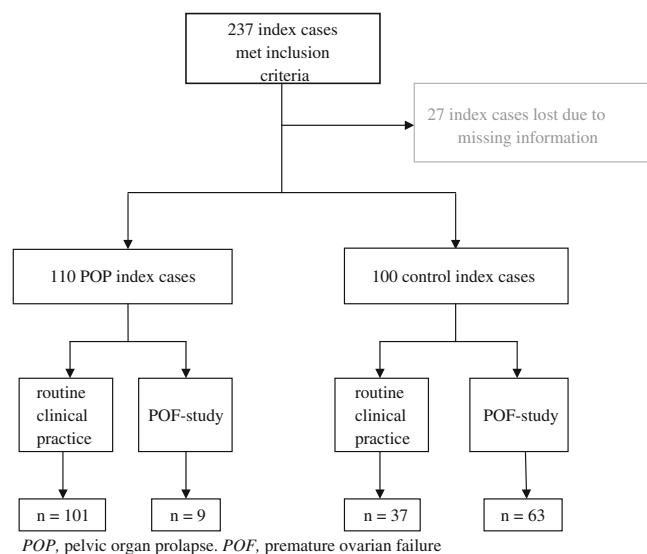 237 index cases
met inclusion
criteria
27 index cases lost due to
missing information
110 POP index cases
100 control index cases
routine
clinical
practice
POF-study
routine
clinical
practice
POF-study
n = 101
n = 9
n = 37
n = 63
POP, pelvic organ prolapse. POF, premature ovarian failure